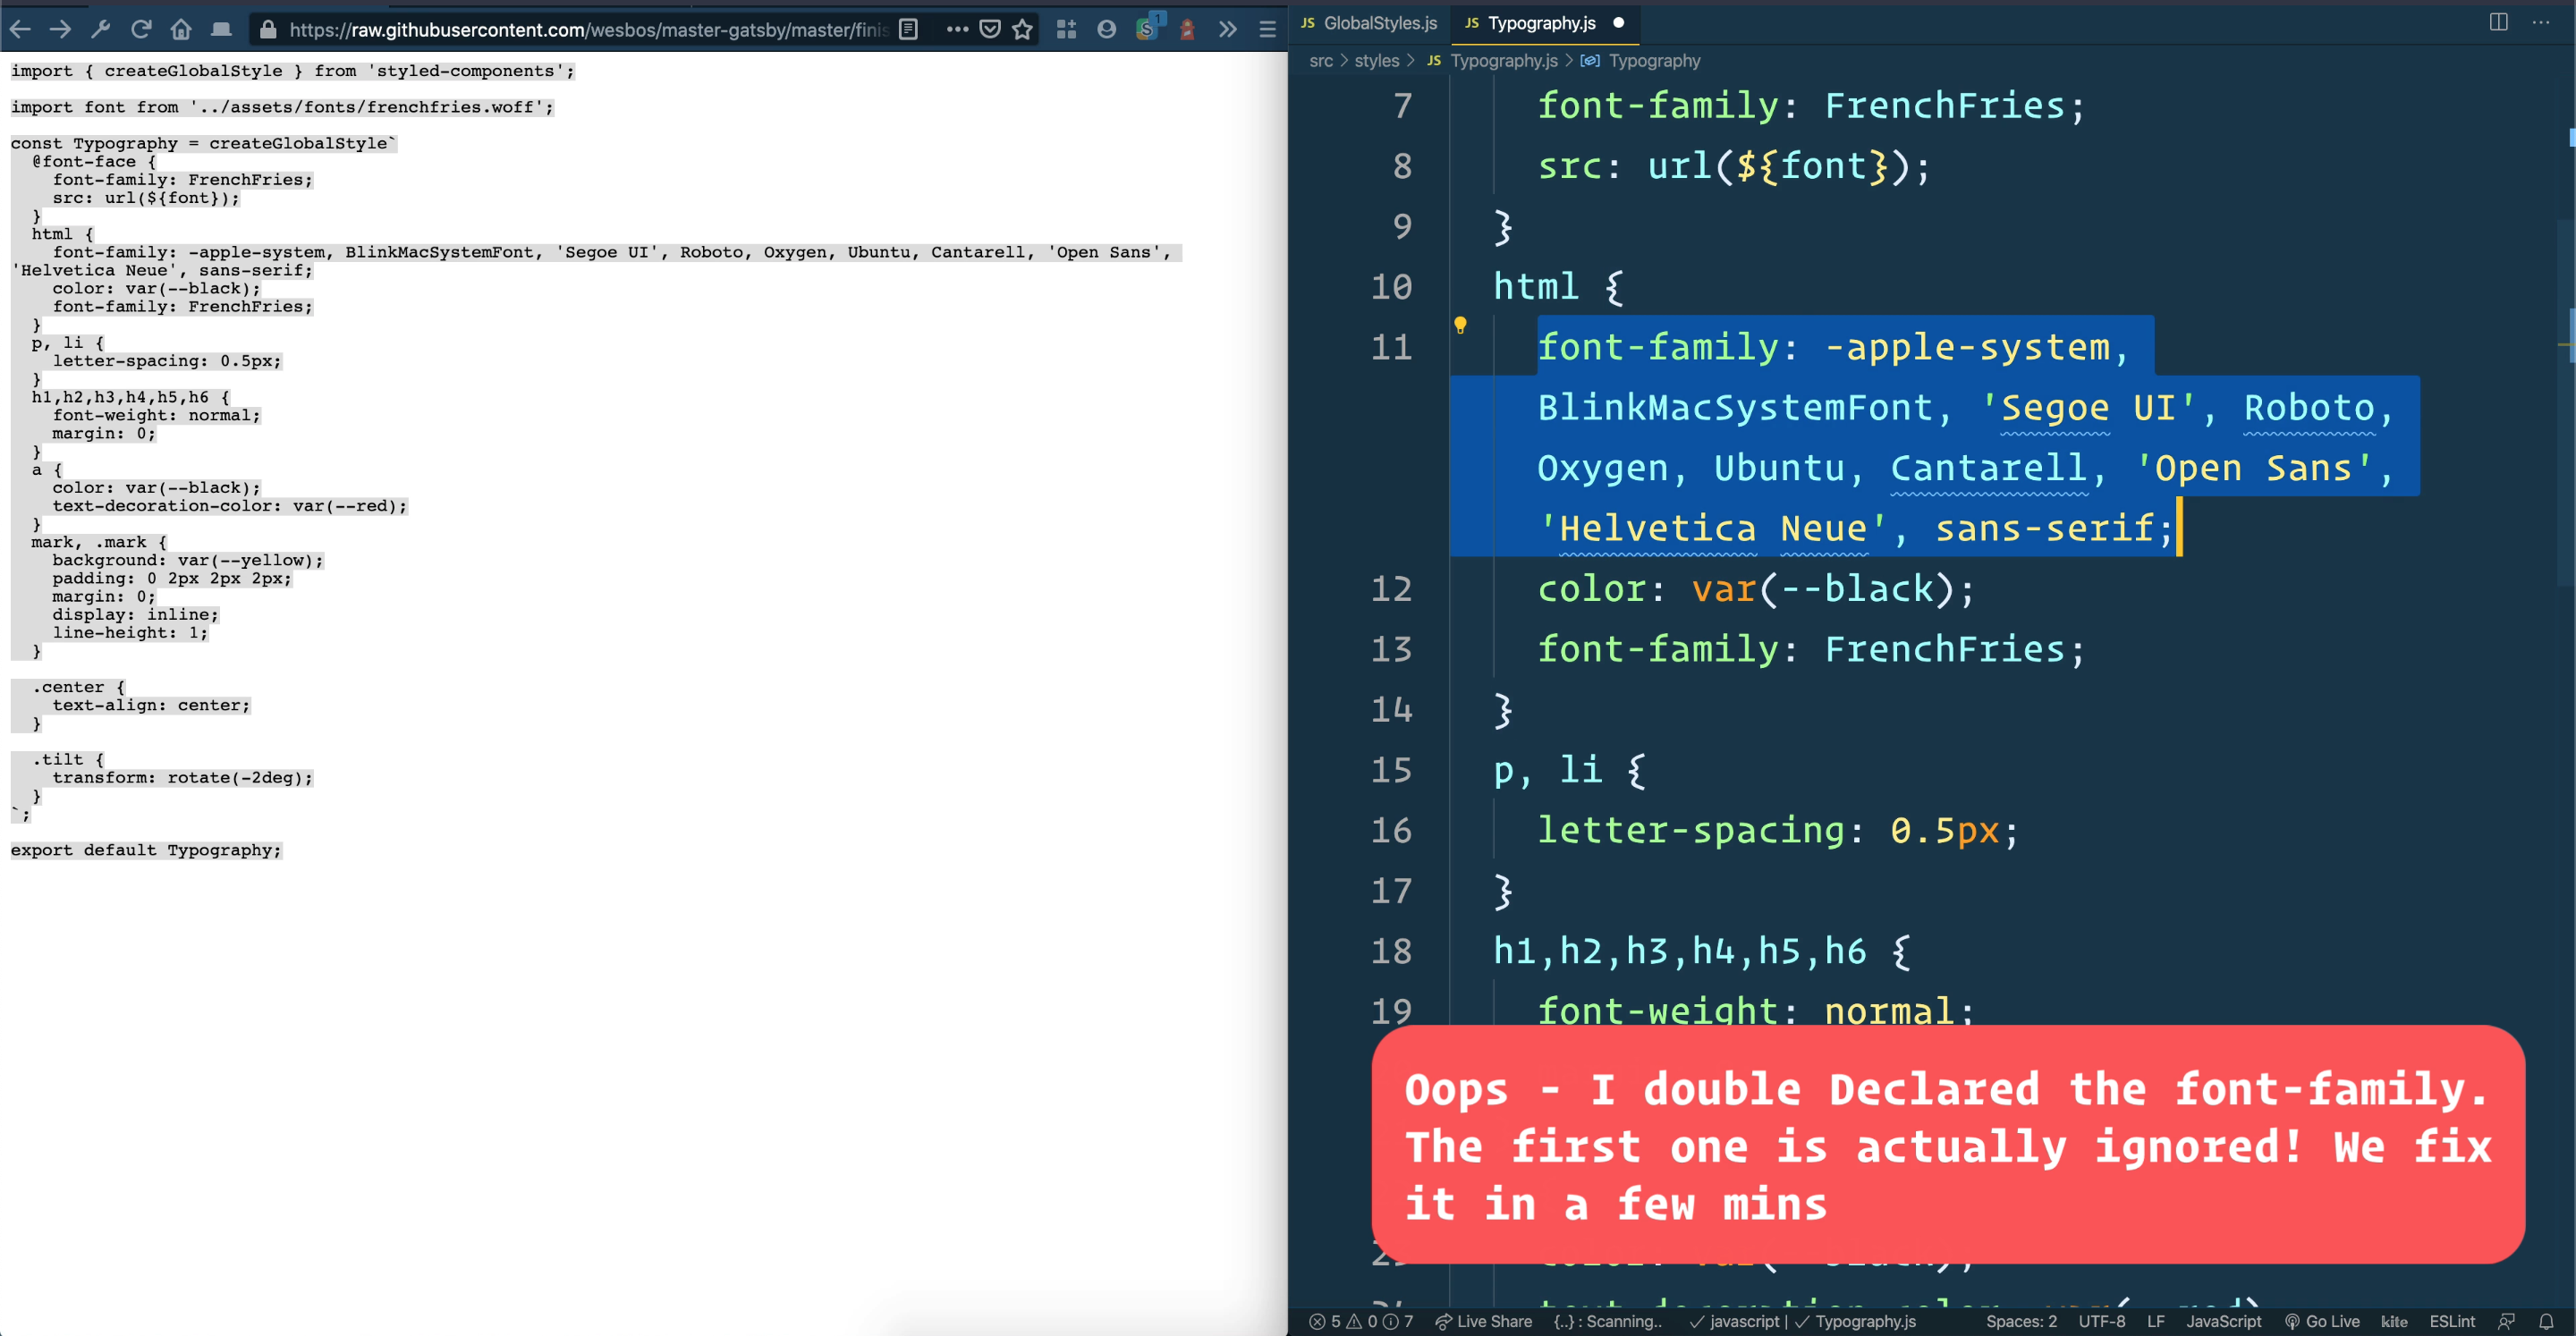 https://raw.githubusercontent.com/wesbos/master-gatsby/master/finis
1
import { createGlobalStyle } from 'styled-components';
import font from '../assets/fonts/frenchfries.woff';
const Typography = createGlobalStyle`
@font-face {
font-family: FrenchFries;
src: url(${font});
}
html {
font-family: -apple-system, BlinkMacSystemFont, 'Segoe UI', Roboto, Oxygen, Ubuntu, Cantarell, 'Open Sans',
'Helvetica Neue', sans-serif;
color: var(--black);
font-family: FrenchFries;
}
p, li {
letter-spacing: 0.5px;
}
h1,h2,h3,h4,h5,h6 {
font-weight: normal;
margin: 0;
}
a {
color: var(--black);
text-decoration-color: var(--red);
}
mark, .mark {
background: var(--yellow);
padding: 0 2px 2px 2px;
margin: 0;
display: inline;
line-height: 1;
}
.center {
text-align: center;
}
.tilt {
transform: rotate(-2deg);
}
`;
export default Typography;
JS GlobalStyles.js JS Typography.js
src > styles > JS Typography.js > Typography
7 font-family: FrenchFries;
8 src: url(${font});
9 }
10 html {
11 font-family: -apple-system,
BlinkMacSystemFont, 'Segoe UI', Roboto,
Oxygen, Ubuntu, Cantarell, 'Open Sans',
'Helvetica Neue', sans-serif;
12 color: var(--black);
13 font-family: FrenchFries;
14 }
15 p, li {
16 letter-spacing: 0.5px;
17 }
18 h1,h2,h3,h4,h5,h6 {
19 font-weight: normal;
Oops - I double Declared the font-family.
The first one is actually ignored! We fix
it in a few mins
5 0 7 Live Share {..} : Scanning.. ✓ javascript | ✓ Typography.js Spaces: 2 UTF-8 LF JavaScript Go Live kite ESLint